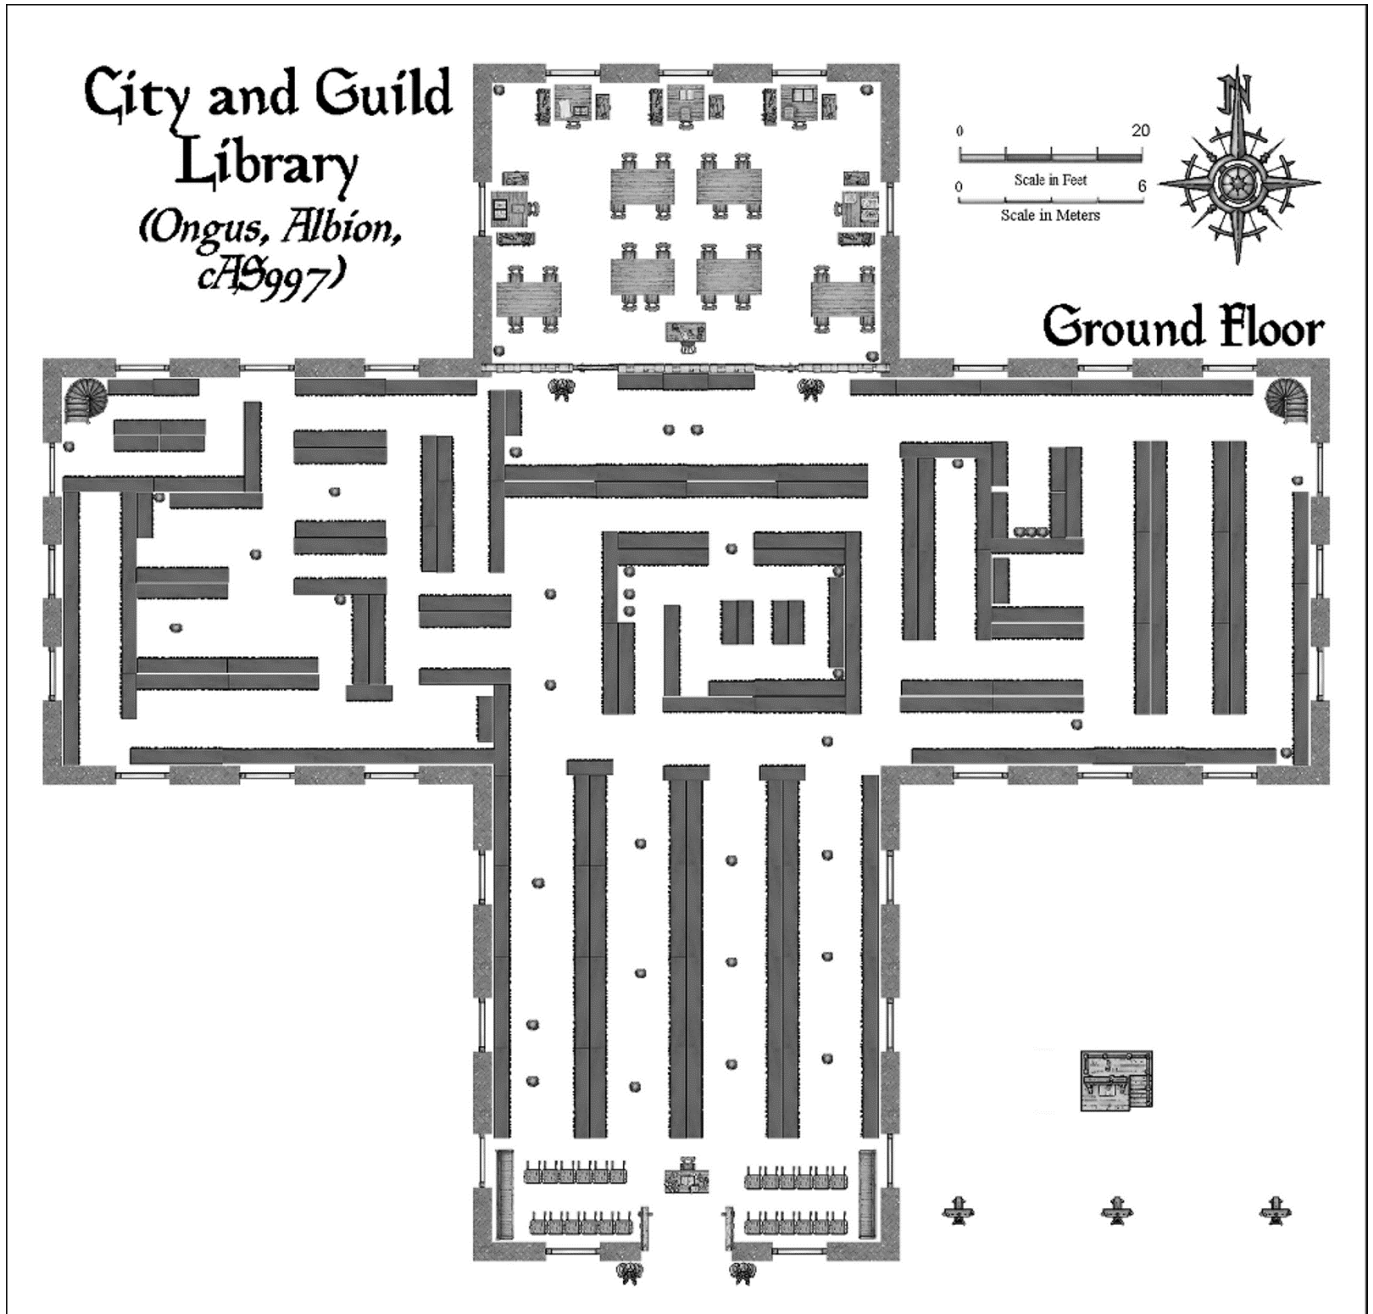 City and Guild
Library
(Ongus, Albion,
cAS997)
N
0 20
Scale in Feet
0 6
Scale in Meters
Ground Floor